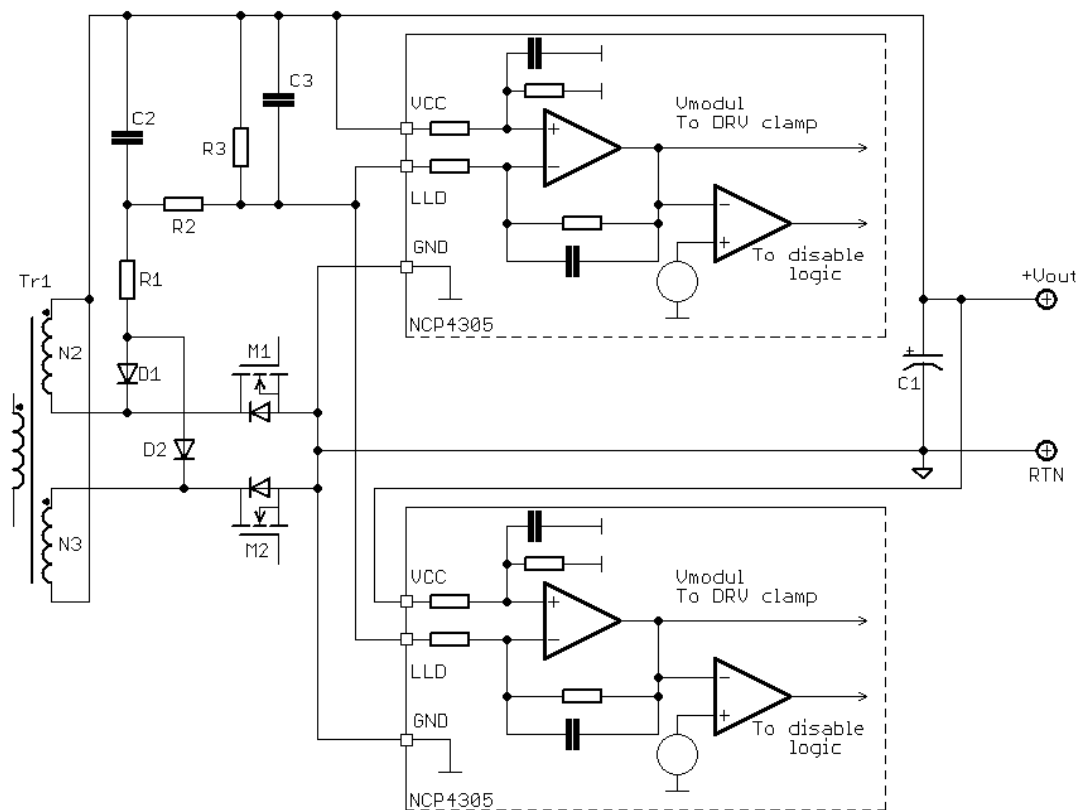 C2
R3
C3
VCC
LLD
GND
NCP4305
Vmodul
To DRV clamp
To disable
logic
R2
R1
Tr1
N2
D1
M1
D2
N3
M2
+Vout
+
C1
RTN
VCC
LLD
GND
NCP4305
Vmodul
To DRV clamp
To disable
logic